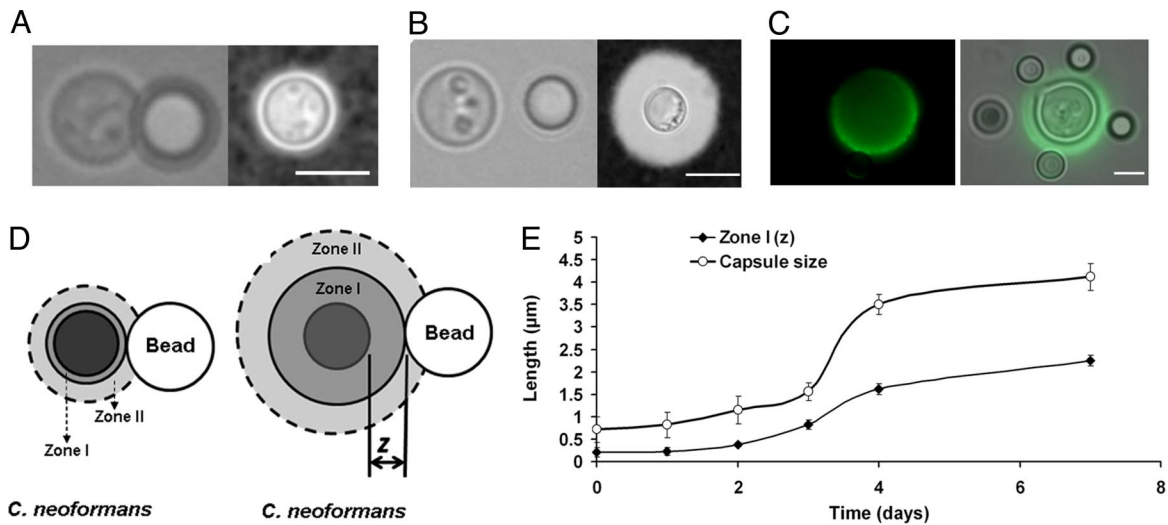 A
B
C
D
Zone I
Zone II
Bead
C. neoformans
Zone II
Zone I
Bead
z
C. neoformans
E
Zone I (z)
Capsule size
Length (µm)
5
4.5
4
3.5
3
2.5
2
1.5
1
0.5
0
0 2 4 6 8
Time (days)